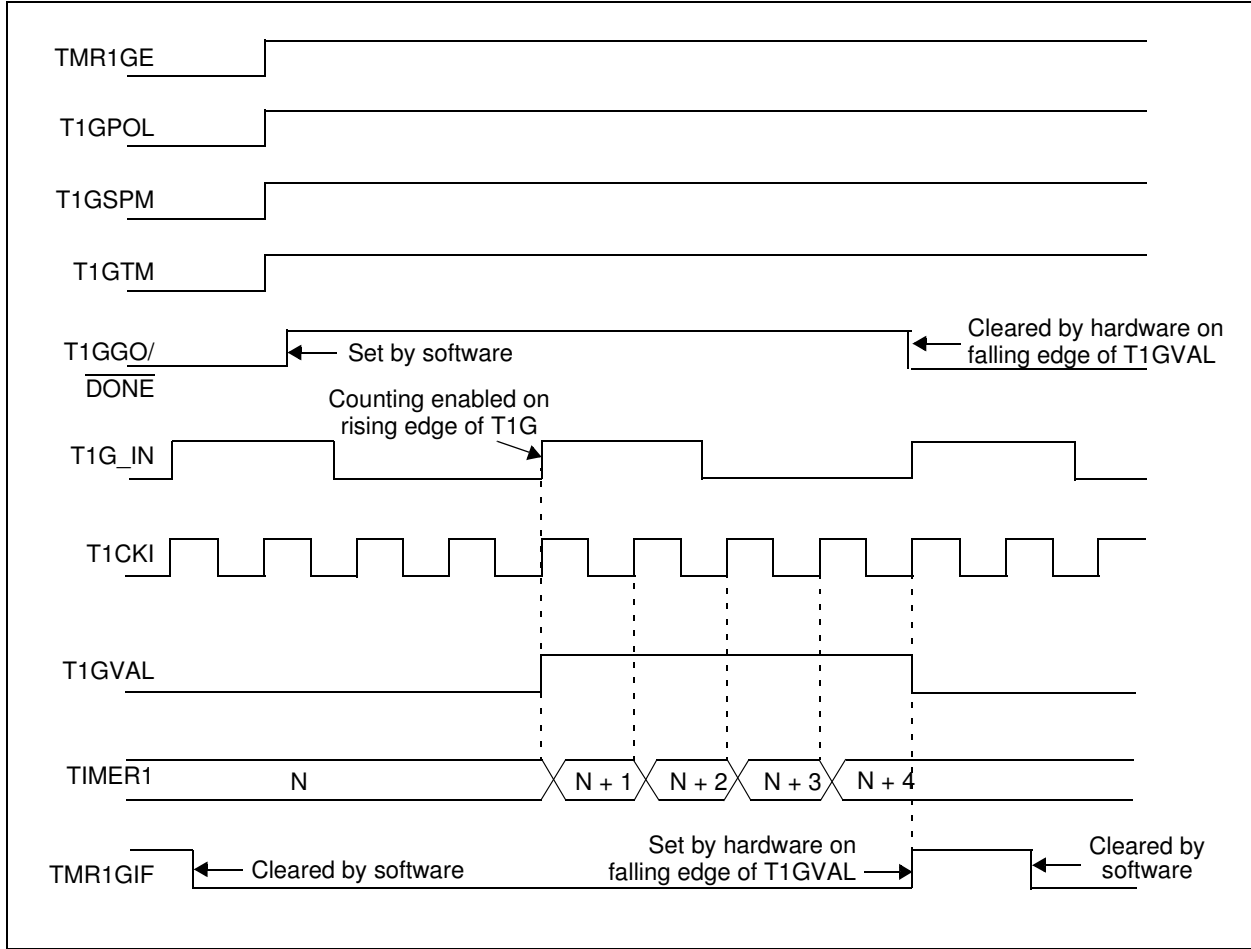 TMR1GE
T1GPOL
T1GSPM
T1GTM
T1GGO/
DONE
Set by software
Cleared by hardware on
falling edge of T1GVAL
Counting enabled on
rising edge of T1G
T1G_IN
T1CKI
T1GVAL
TIMER1
N
N + 1
N + 2
N + 3
N + 4
TMR1GIF
Cleared by software
Set by hardware on
falling edge of T1GVAL
Cleared by
software